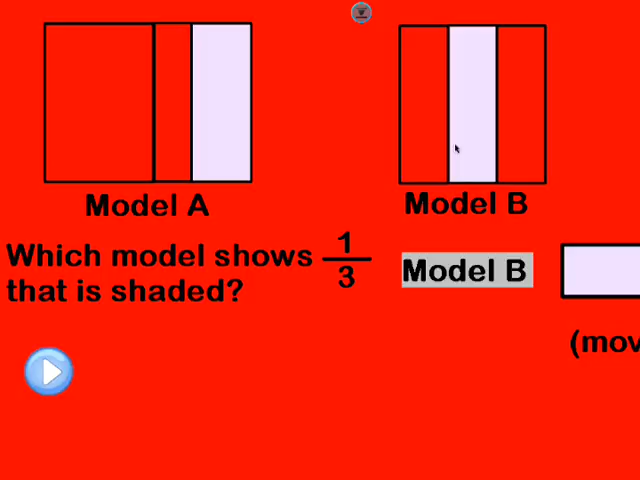 Model A
Model B
Which model shows 1/3
that is shaded?
Model B
(mov